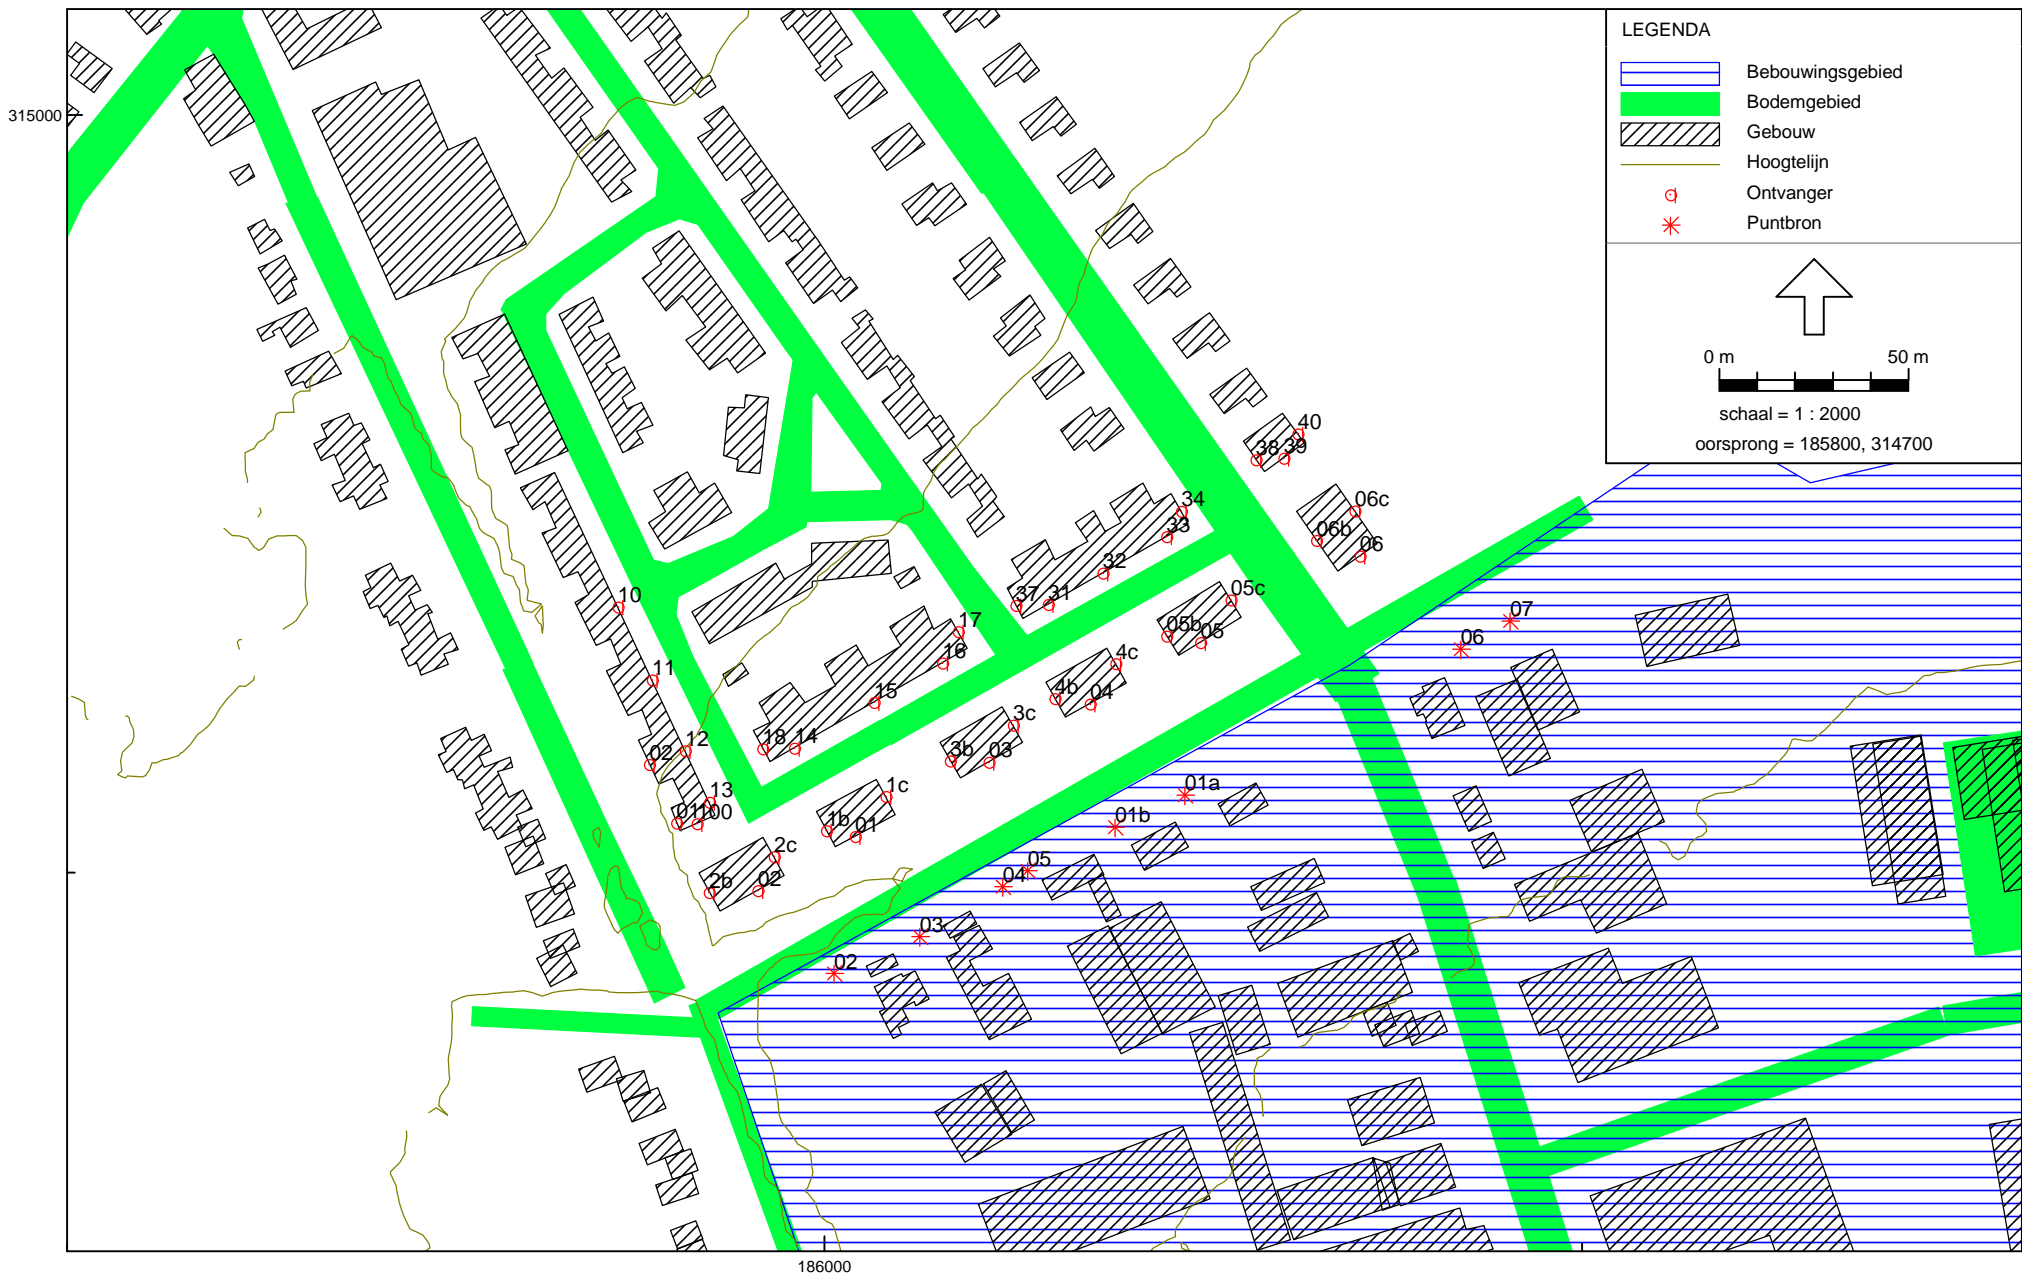 LEGENDA
Bebouwingsgebied
Bodemgebied
Gebouw
Hoogtelijn
Ontvanger
Puntbron
0 m 50 m
schaal = 1 : 2000
oorsprong = 185800, 314700
315000
40
38 39
34
06c
33
06b
06
32
10
05c
37 31
07
17
05b 05
06
16
4c
11
4b 04
15
3c
18 14
12
02
3b 03
01a
13
1c
01 100
1b 01
01b
2c
05
2b 02
04
03
02
186000